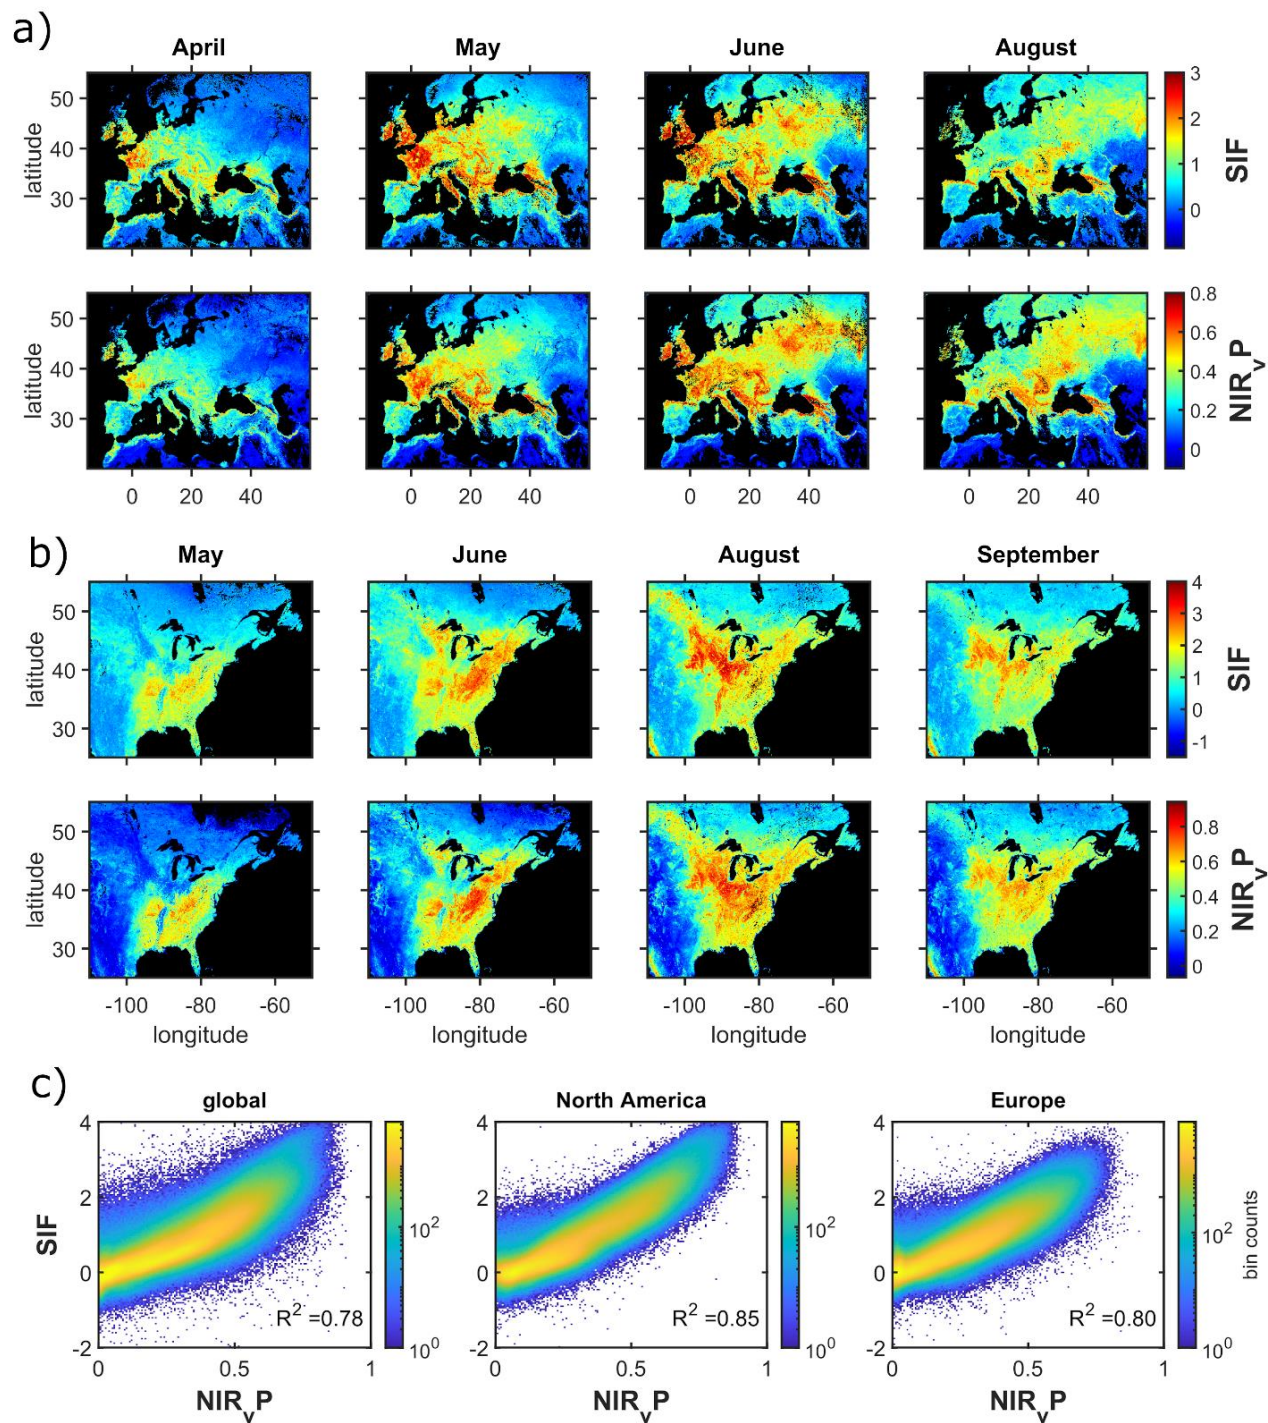 a)
April May June August
50
40
30
latitude
3
2
1
0
SIF
50
40
30
latitude
0 20 40
0 20 40
0 20 40
0 20 40
0.8
0.6
0.4
0.2
0
NIRvP
b)
May June August September
50
40
30
latitude
4
3
2
1
0
-1
SIF
50
40
30
latitude
-100 -80 -60
-100 -80 -60
-100 -80 -60
-100 -80 -60
longitude longitude longitude longitude
0.8
0.6
0.4
0.2
0
NIRvP
c)
global
4
2
0
-2
SIF
0 0.5 1
NIRvP
R² =0.78
10²
10⁰
North America
4
2
0
-2
0 0.5 1
NIRvP
R² =0.85
10²
10⁰
Europe
4
2
0
-2
0 0.5 1
NIRvP
R² =0.80
10²
10⁰
bin counts